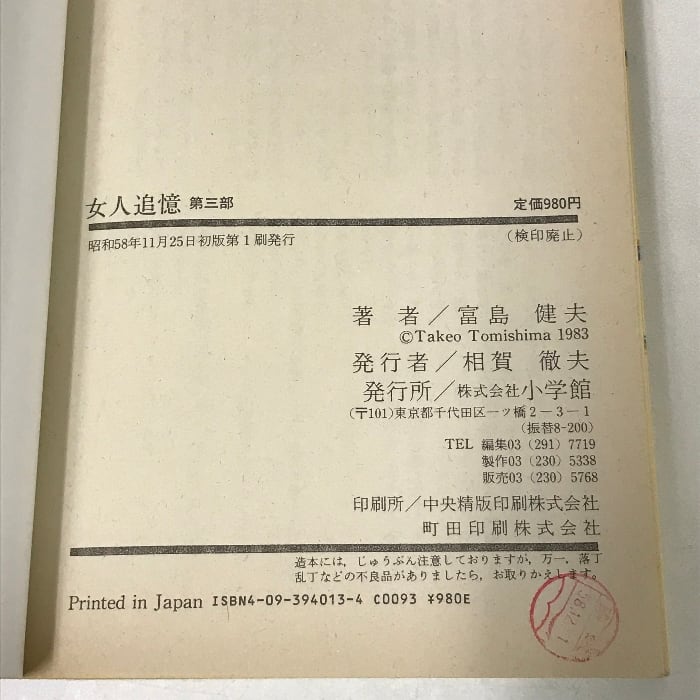 女人追憶 第三部 定価980円
昭和58年11月25日初版第1刷発行 (検印廃止)
著 者／富島 健夫
©Takeo Tomishima 1983
発行者／相賀 徹夫
発行所／株式会社小学館
(〒101)東京都千代田区一ツ橋2－3－1
(振替8-200)
TEL 編集03 (291) 7719
製作03 (230) 5338
販売03 (230) 5768
印刷所／中央精版印刷株式会社
町田印刷株式会社
造本には，じゅうぶん注意しておりますが，万一，落丁
乱丁などの不良品がありましたら，お取りかえします。
Printed in Japan ISBN4-09-394013-4 C0093 ¥980E